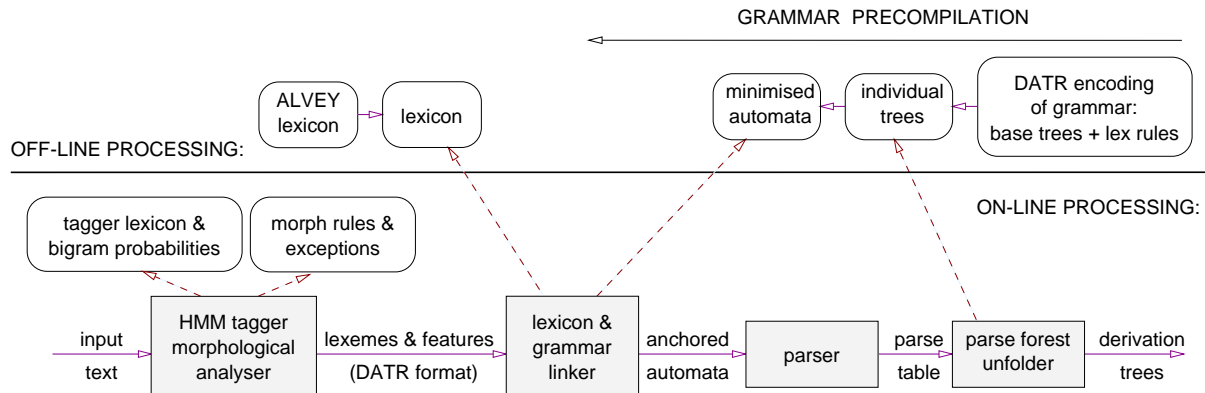 GRAMMAR PRECOMPILATION
ALVEY
lexicon
lexicon
minimised
automata
individual
trees
DATR encoding
of grammar:
base trees + lex rules
OFF-LINE PROCESSING:
ON-LINE PROCESSING:
tagger lexicon &
bigram probabilities
morph rules &
exceptions
input
text
HMM tagger
morphological
analyser
lexemes & features
(DATR format)
lexicon &
grammar
linker
anchored
automata
parser
parse
table
parse forest
unfolder
derivation
trees